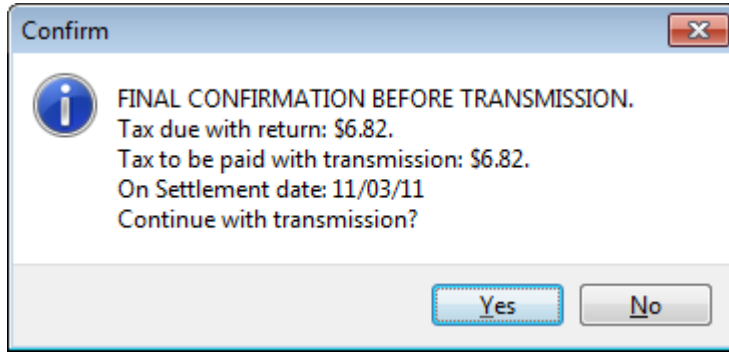 Confirm
FINAL CONFIRMATION BEFORE TRANSMISSION.
Tax due with return: $6.82.
Tax to be paid with transmission: $6.82.
On Settlement date: 11/03/11
Continue with transmission?
Yes
No